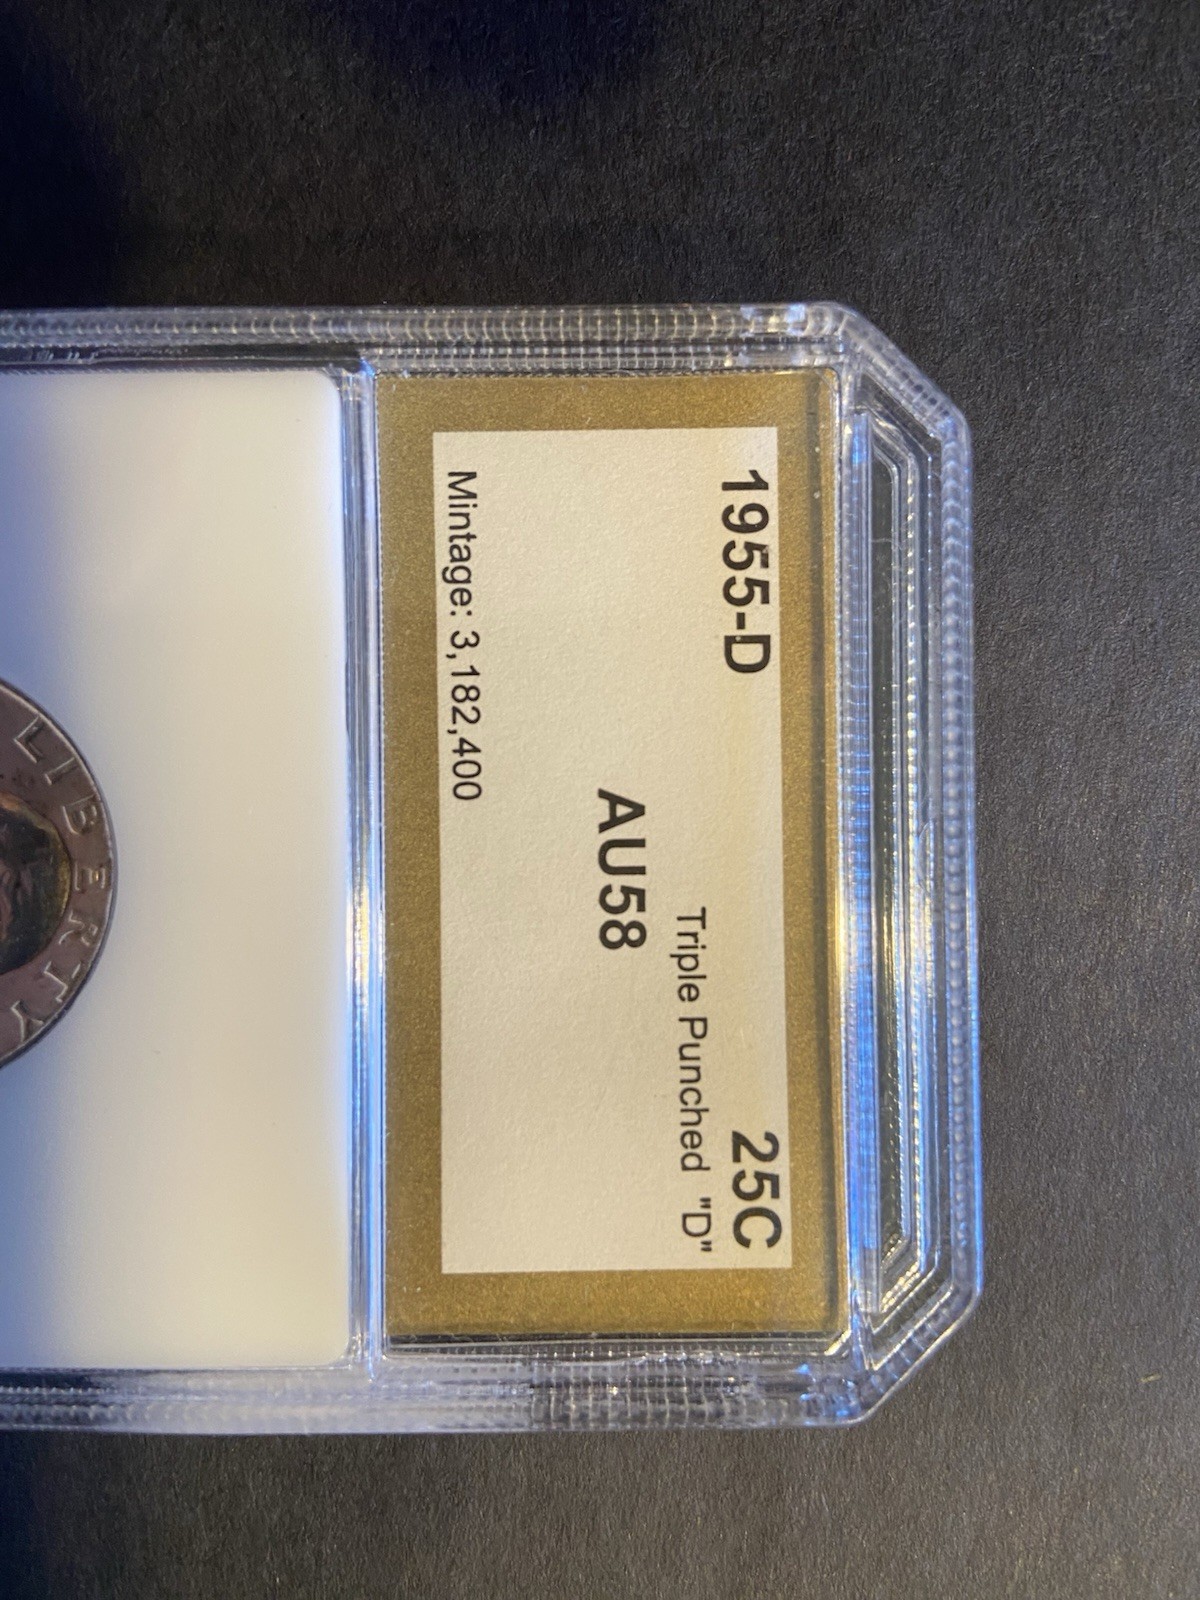 1955-D 25C
Triple Punched "D"
AU58
Mintage: 3,182,400
LIBERTY